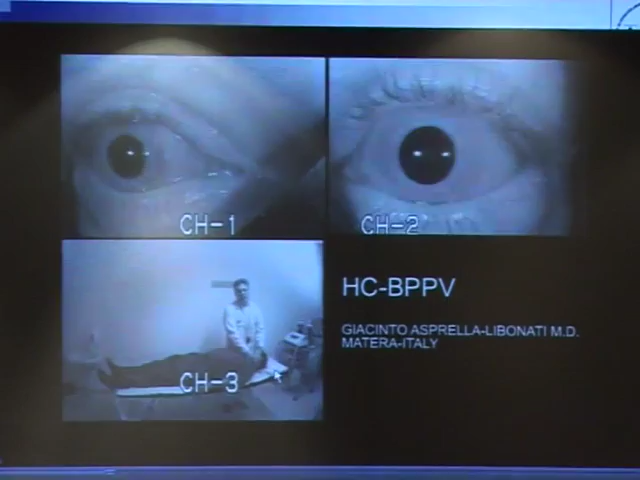 CH-1
CH-2
HC-BPPV
GIACINTO ASPRELLA-LIBONATI M.D.
MATERA-ITALY
CH-3